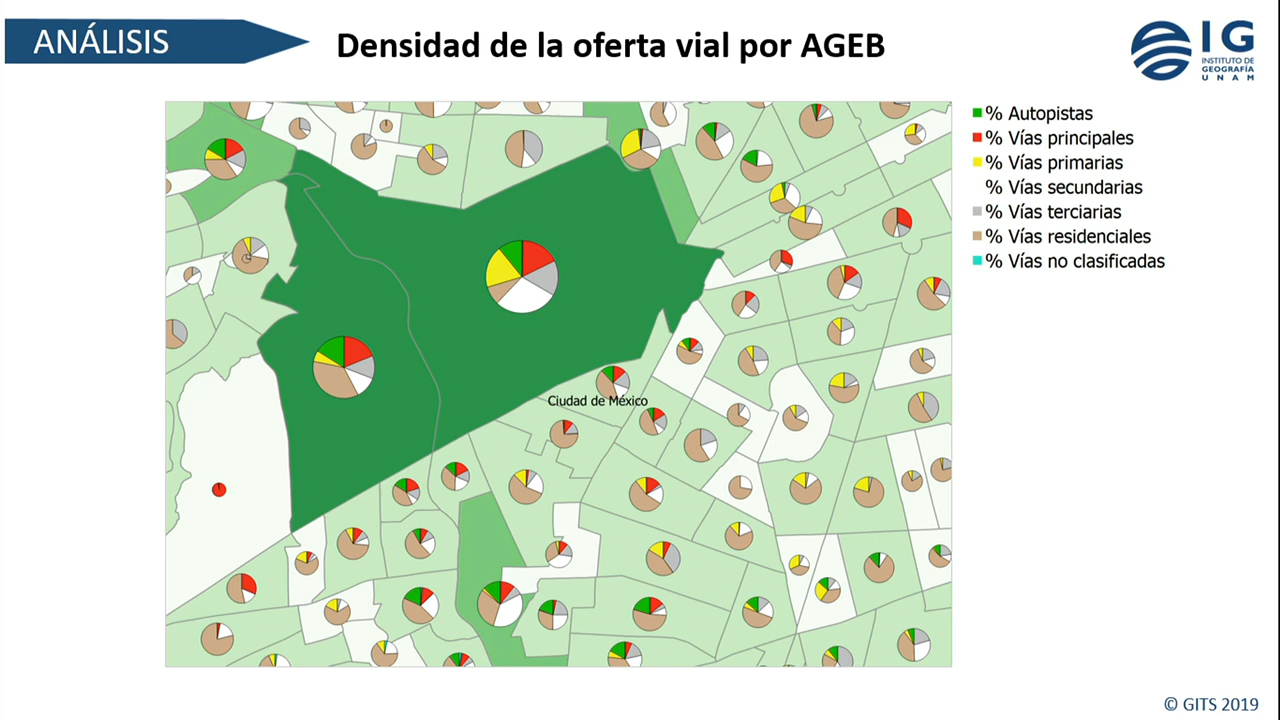 ANÁLISIS
Densidad de la oferta vial por AGEB
IG
INSTITUTO DE
GEOGRAFÍA
UNAM
% Autopistas
% Vías principales
% Vías primarias
% Vías secundarias
% Vías terciarias
% Vías residenciales
% Vías no clasificadas
Ciudad de México
© GITS 2019